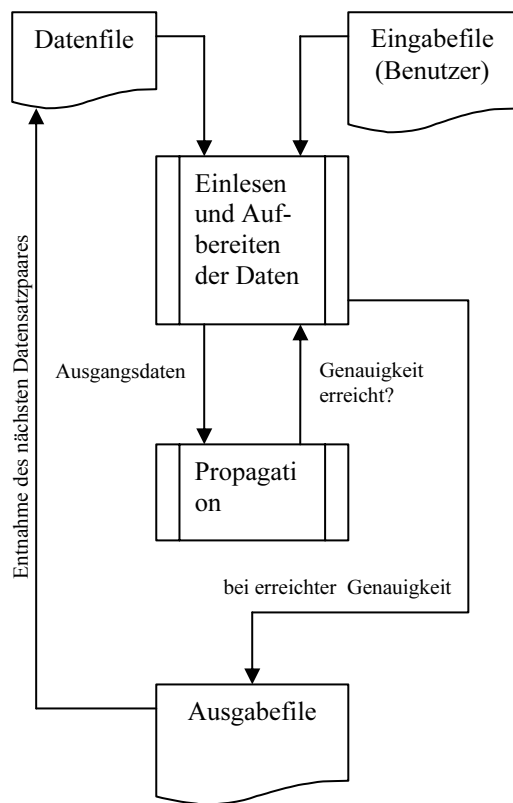 Datenfile
Eingabefile
(Benutzer)
Einlesen
und Auf-
bereiten
der Daten
Entnahme des nächsten Datensatzpaares
Ausgangsdaten
Genauigkeit
erreicht?
Propagati
on
bei erreichter Genauigkeit
Ausgabefile